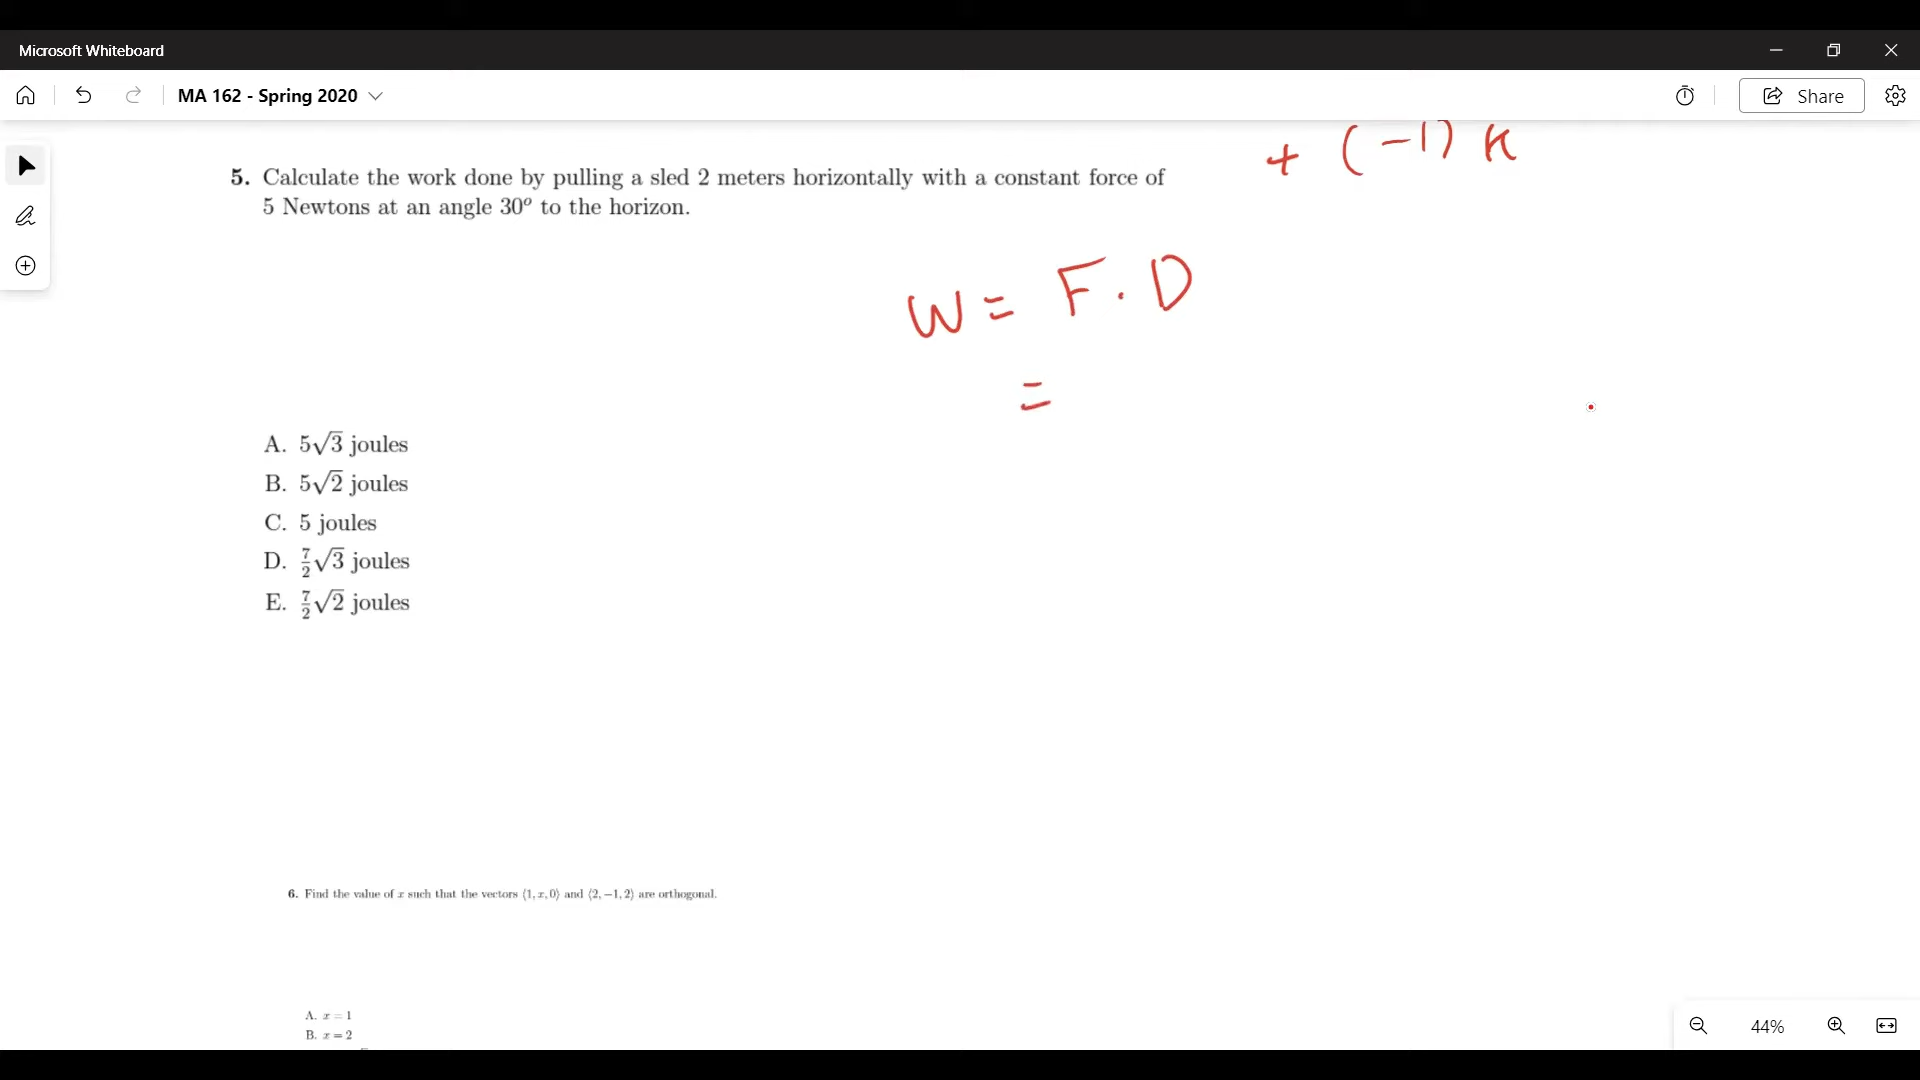 Microsoft Whiteboard
MA 162 - Spring 2020
Share
+ (-1) k
5. Calculate the work done by pulling a sled 2 meters horizontally with a constant force of
5 Newtons at an angle 30° to the horizon.
W = F · D
=
A. 5√3 joules
B. 5√2 joules
C. 5 joules
D. 7/2 √3 joules
E. 7/2 √2 joules
6. Find the value of x such that the vectors ⟨1, x, 0⟩ and ⟨2, −1, 2⟩ are orthogonal.
A. x = 1
B. x = 2
44%